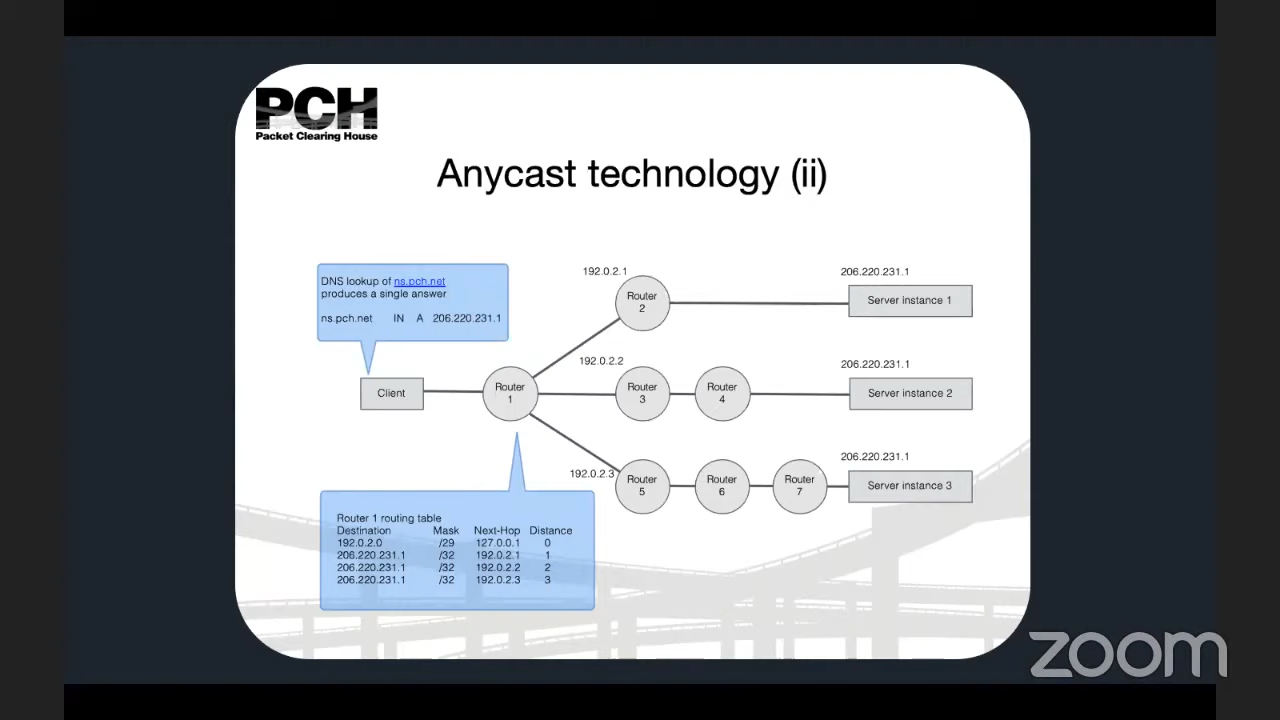 PCH
Packet Clearing House
Anycast technology (ii)
DNS lookup of ns.pch.net
produces a single answer
ns.pch.net IN A 206.220.231.1
192.0.2.1
Router
2
206.220.231.1
Server instance 1
Client
Router
1
192.0.2.2
Router
3
Router
4
206.220.231.1
Server instance 2
192.0.2.3
Router
5
Router
6
Router
7
206.220.231.1
Server instance 3
Router 1 routing table
Destination Mask Next-Hop Distance
192.0.2.0 /29 127.0.0.1 0
206.220.231.1 /32 192.0.2.1 1
206.220.231.1 /32 192.0.2.2 2
206.220.231.1 /32 192.0.2.3 3
zoom